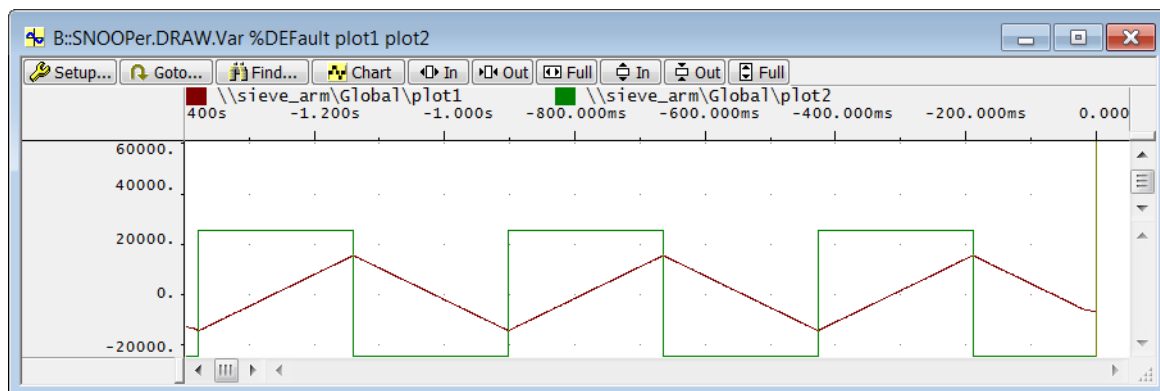 B::SNOOPer.DRAW.Var %DEFault plot1 plot2
Setup... Goto... Find... Chart In Out Full In Out Full
\\sieve_arm\Global\plot1 \\sieve_arm\Global\plot2
400s -1.200s -1.000s -800.000ms -600.000ms -400.000ms -200.000ms 0.000
60000.
40000.
20000.
0.
-20000.